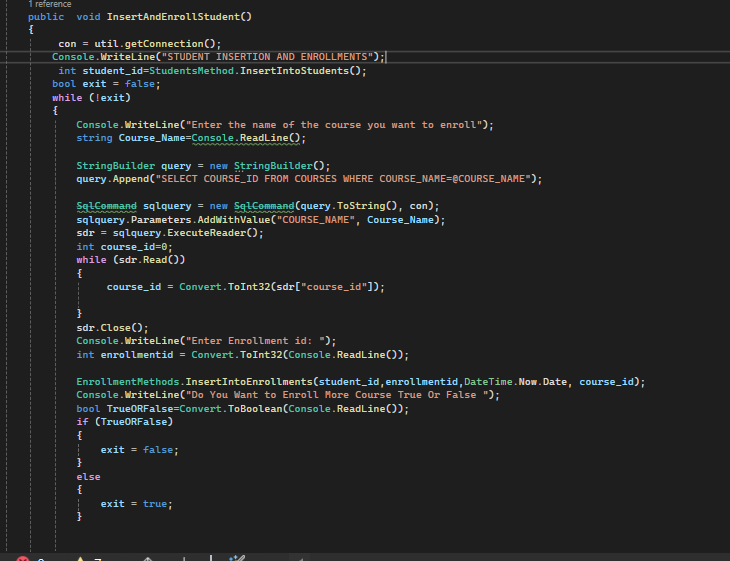 1 reference
public void InsertAndEnrollStudent()
{
con = util.getConnection();
Console.WriteLine("STUDENT INSERTION AND ENROLLMENTS");
int student_id=StudentsMethod.InsertIntoStudents();
bool exit = false;
while (!exit)
{
Console.WriteLine("Enter the name of the course you want to enroll");
string Course_Name=Console.ReadLine();
StringBuilder query = new StringBuilder();
query.Append("SELECT COURSE_ID FROM COURSES WHERE COURSE_NAME=@COURSE_NAME");
SqlCommand sqlquery = new SqlCommand(query.ToString(), con);
sqlquery.Parameters.AddWithValue("COURSE_NAME", Course_Name);
sdr = sqlquery.ExecuteReader();
int course_id=0;
while (sdr.Read())
{
course_id = Convert.ToInt32(sdr["course_id"]);
}
sdr.Close();
Console.WriteLine("Enter Enrollment id: ");
int enrollmentid = Convert.ToInt32(Console.ReadLine());
EnrollmentMethods.InsertIntoEnrollments(student_id,enrollmentid,DateTime.Now.Date, course_id);
Console.WriteLine("Do You Want to Enroll More Course True Or False ");
bool TrueORFalse=Convert.ToBoolean(Console.ReadLine());
if (TrueORFalse)
{
exit = false;
}
else
{
exit = true;
}